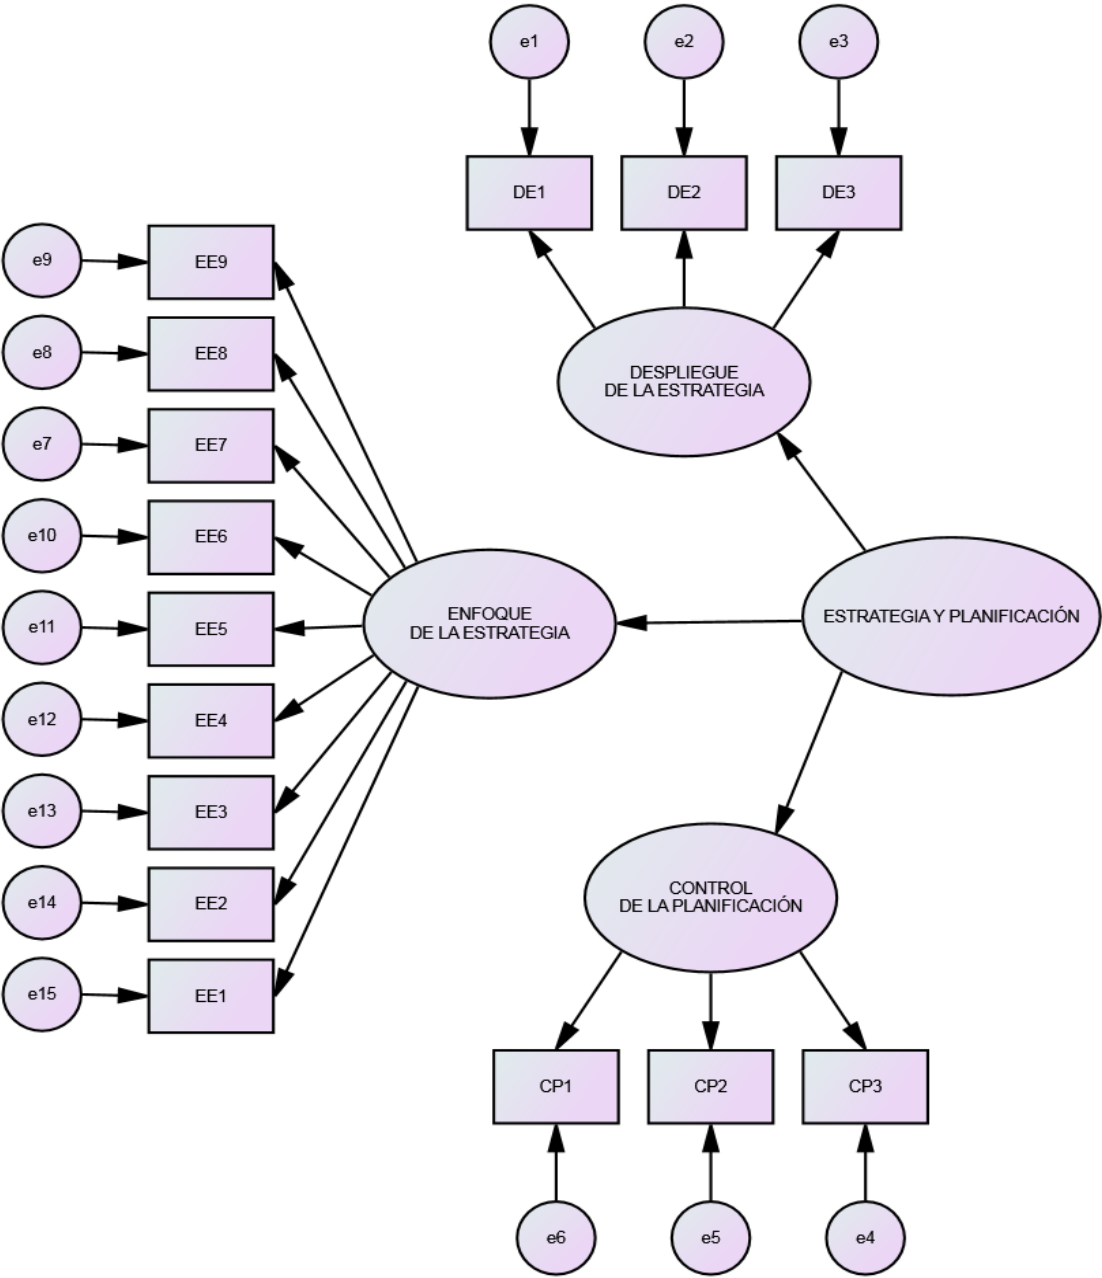 e1
e2
e3
DE1
DE2
DE3
DESPLIEGUE
DE LA ESTRATEGIA
e9
EE9
e8
EE8
e7
EE7
e10
EE6
e11
EE5
e12
EE4
e13
EE3
e14
EE2
e15
EE1
ENFOQUE
DE LA ESTRATEGIA
ESTRATEGIA Y PLANIFICACIÓN
CONTROL
DE LA PLANIFICACIÓN
CP1
CP2
CP3
e6
e5
e4